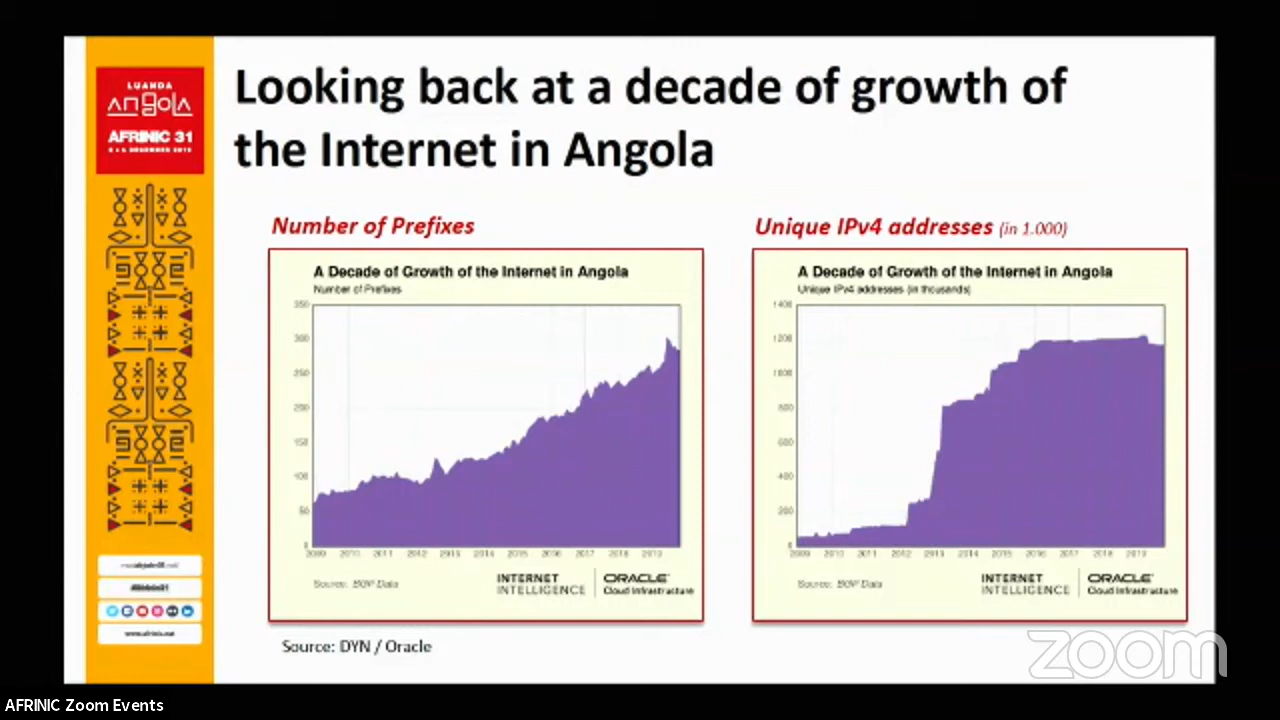 LUANDA
angola
AFRINIC 31
Looking back at a decade of growth of
the Internet in Angola
Number of Prefixes
A Decade of Growth of the Internet in Angola
Number of Prefixes
350
300
250
200
150
100
50
0
2009 2010 2011 2012 2013 2014 2015 2016 2017 2018 2019
Source: BGP Data
INTERNET
INTELLIGENCE
ORACLE
Cloud Infrastructure
Unique IPv4 addresses (in 1.000)
A Decade of Growth of the Internet in Angola
Unique IPv4 addresses (in thousands)
1400
1200
1000
800
600
400
200
0
2009 2010 2011 2012 2013 2014 2015 2016 2017 2018 2019
Source: BGP Data
INTERNET
INTELLIGENCE
ORACLE
Cloud Infrastructure
www.afrinic.net
Source: DYN / Oracle
zoom
AFRINIC Zoom Events